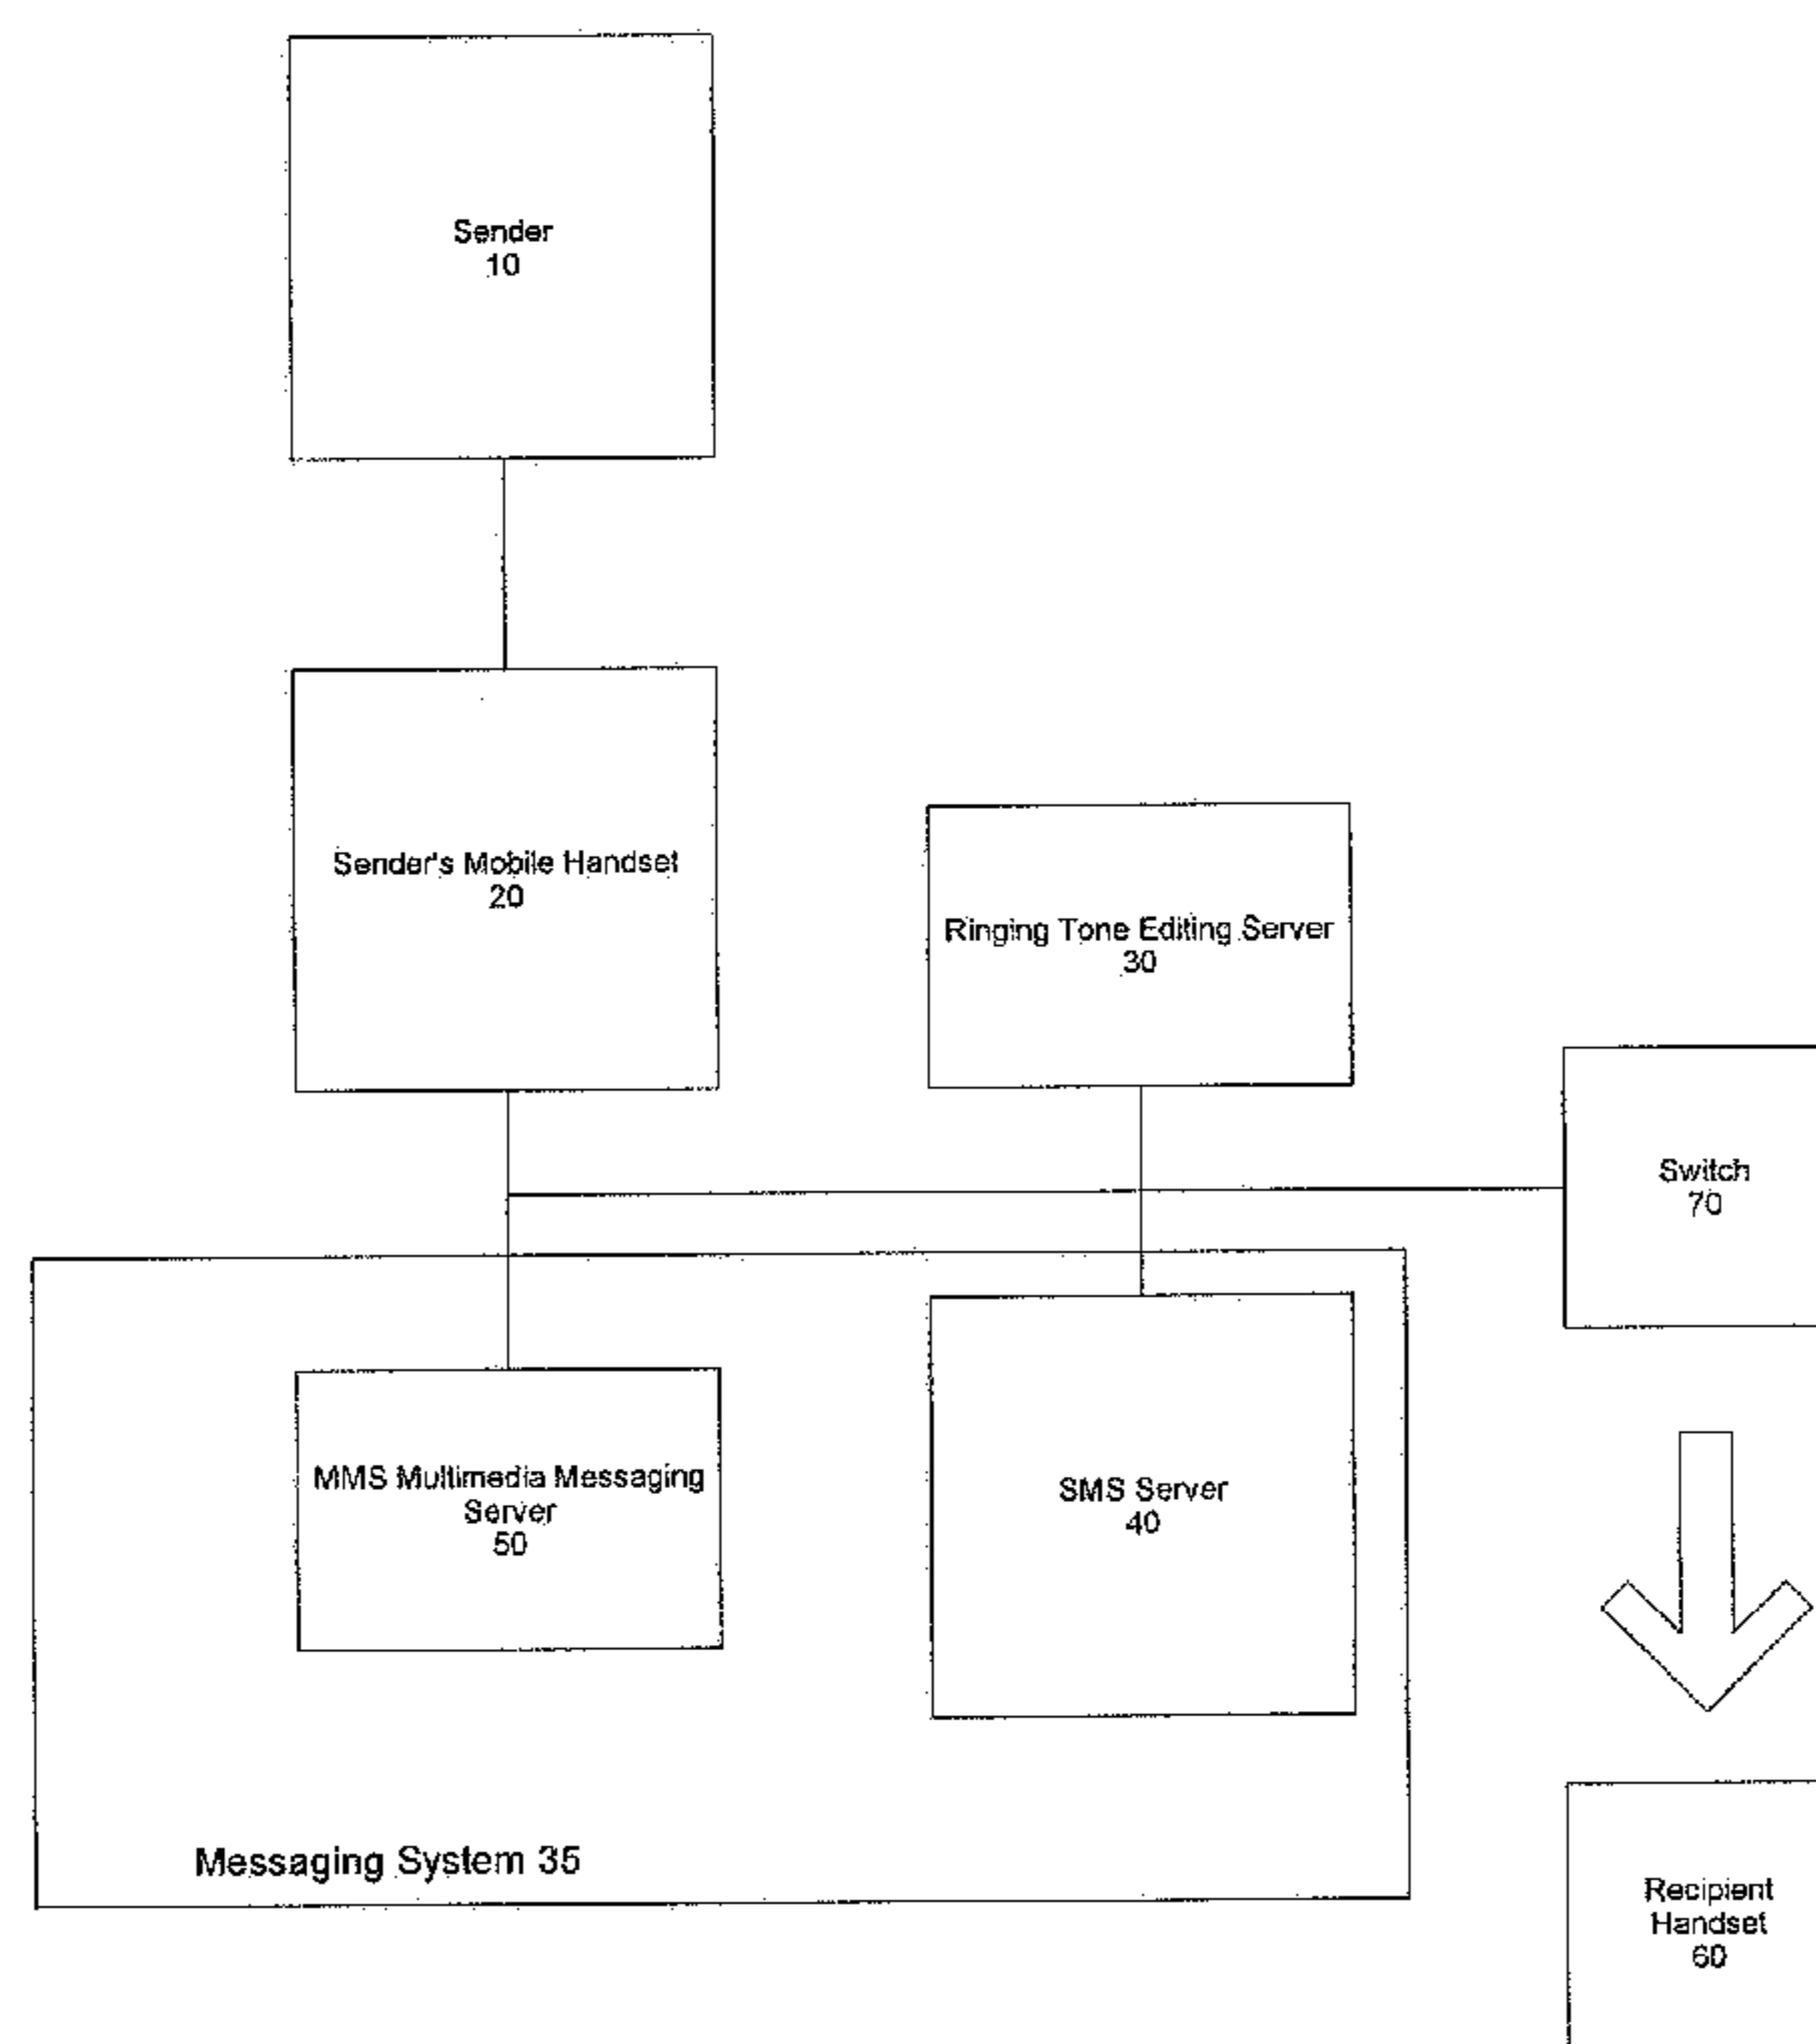 Sender
10
Sender's Mobile Handset
20
Ringing Tone Editing Server
30
Switch
70
MMS Multimedia Messaging
Server
50
SMS Server
40
Messaging System 35
Recipient
Handset
60